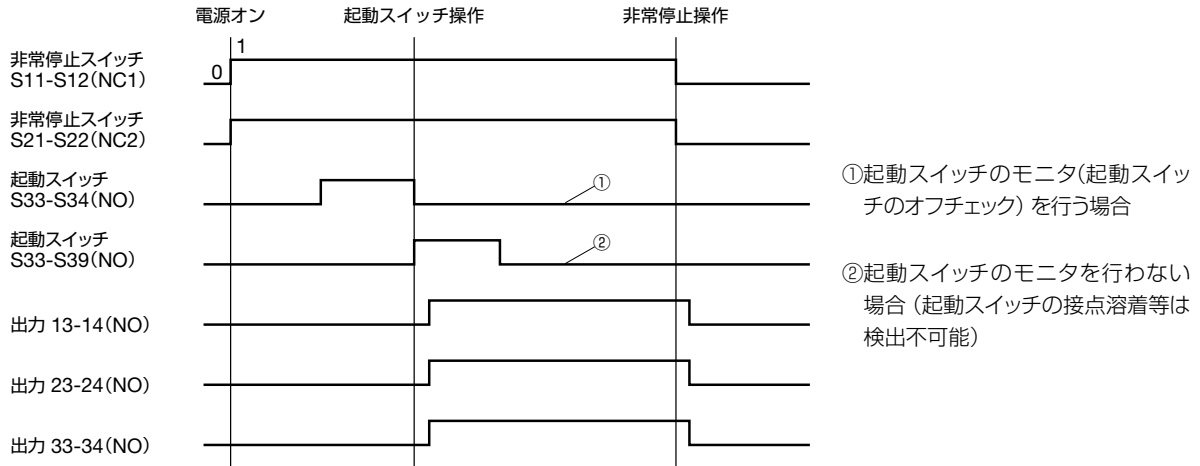 電源オン 起動スイッチ操作 非常停止操作
非常停止スイッチ
S11-S12(NC1)
0
1
非常停止スイッチ
S21-S22(NC2)
起動スイッチ
S33-S34(NO)
①
起動スイッチ
S33-S39(NO)
②
出力 13-14(NO)
出力 23-24(NO)
出力 33-34(NO)
①起動スイッチのモニタ(起動スイッ
チのオフチェック)を行う場合
②起動スイッチのモニタを行わない
場合(起動スイッチの接点溶着等は
検出不可能)